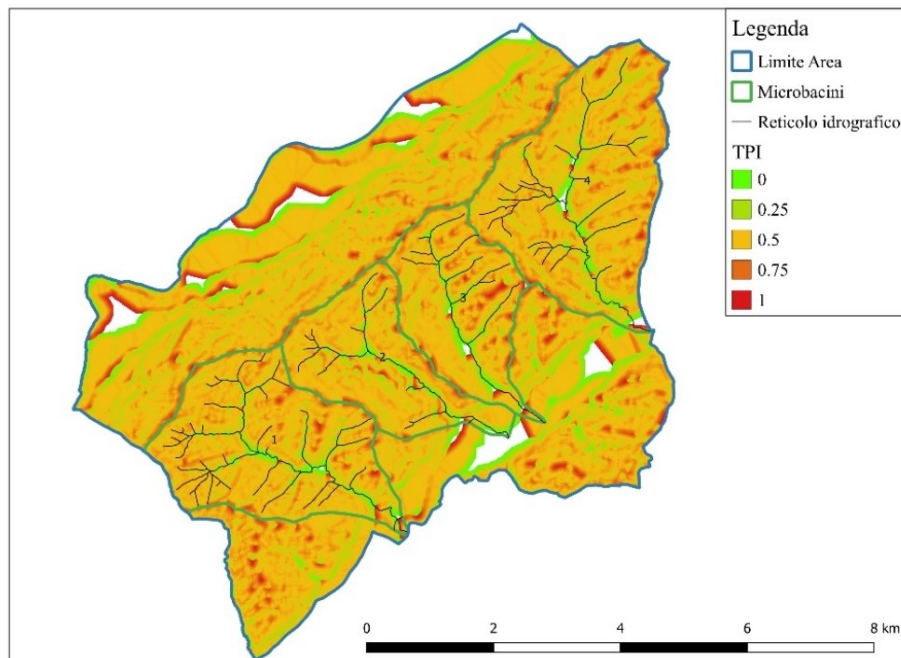 Legenda
Limite Area
Microbacini
Reticolo idrografico
TPI
0
0.25
0.5
0.75
1
4
3
2
1
0 2 4 6 8 km